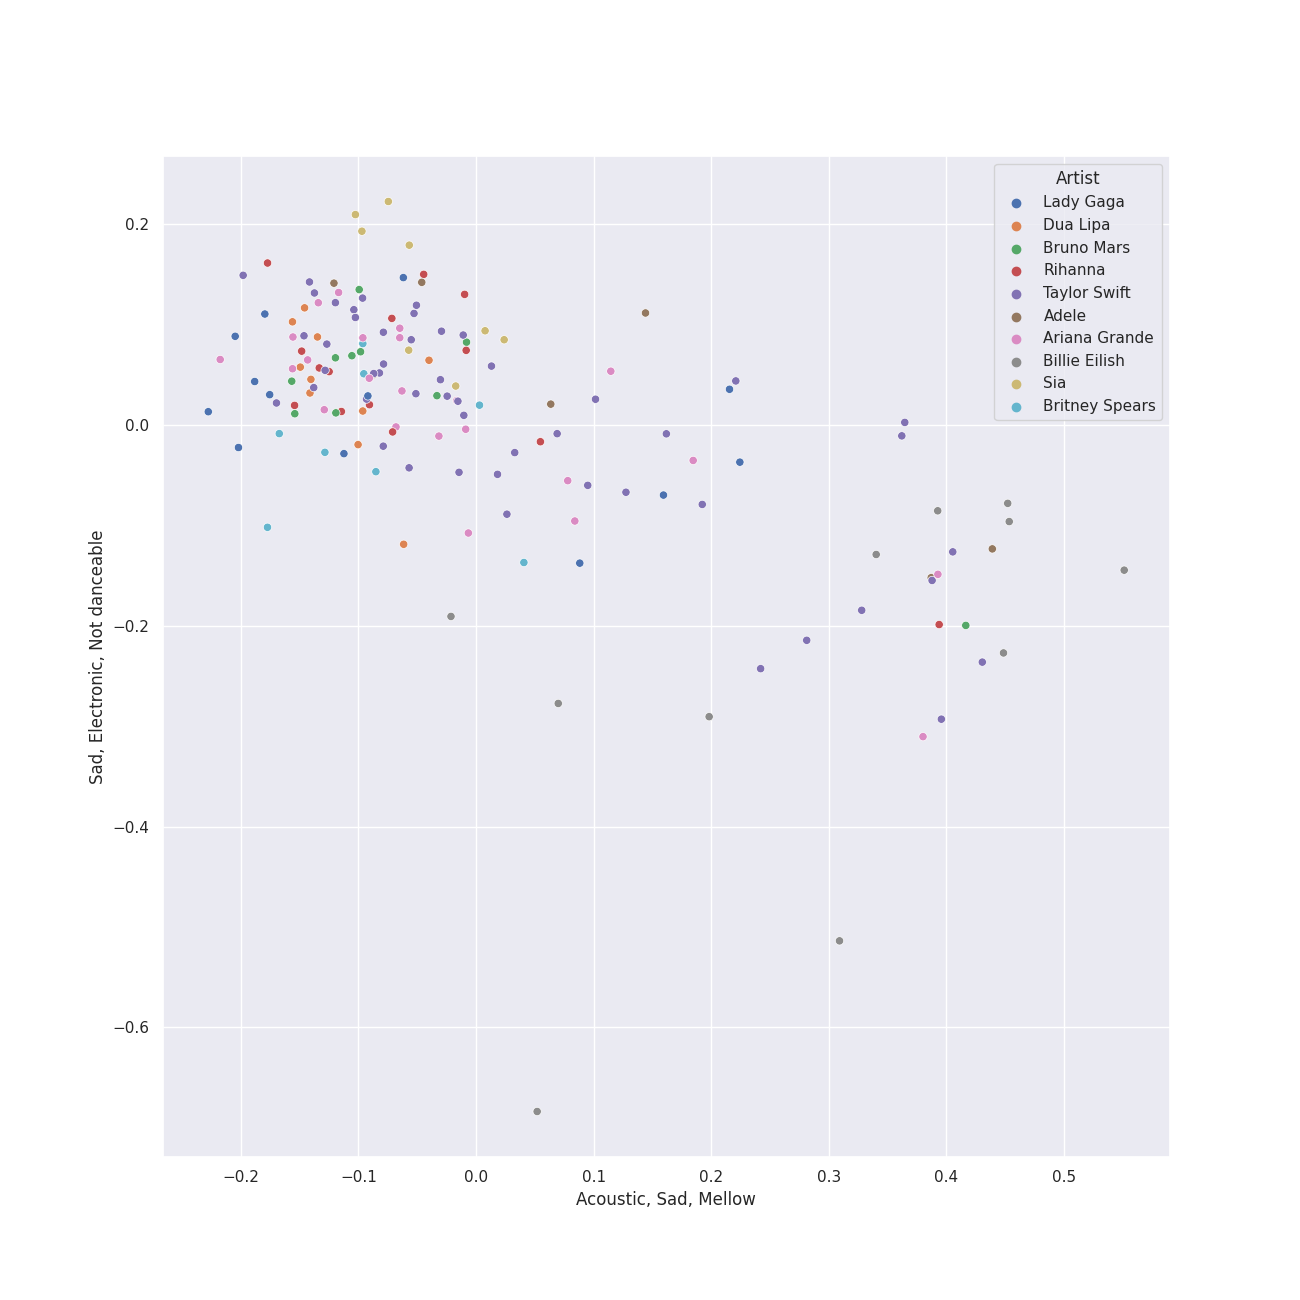 Artist
Lady Gaga
Dua Lipa
Bruno Mars
Rihanna
Taylor Swift
Adele
Ariana Grande
Billie Eilish
Sia
Britney Spears
Sad, Electronic, Not danceable
0.2
0.0
−0.2
−0.4
−0.6
−0.2 −0.1 0.0 0.1 0.2 0.3 0.4 0.5
Acoustic, Sad, Mellow